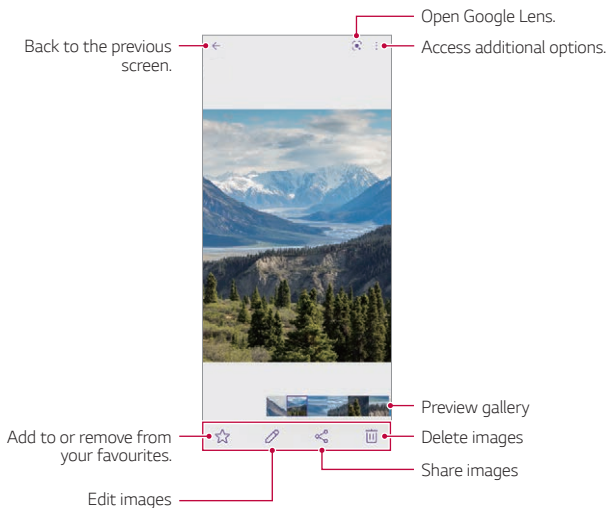 Open Google Lens.
Back to the previous
screen.
Access additional options.
Preview gallery
Add to or remove from
your favourites.
Delete images
Share images
Edit images